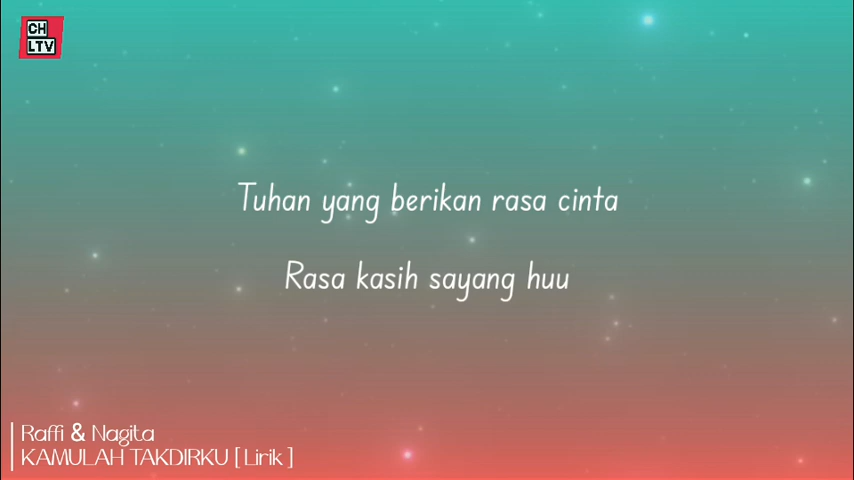 CH
LTV
Tuhan yang berikan rasa cinta
Rasa kasih sayang huu
Raffi & Nagita
KAMULAH TAKDIRKU [ Lirik ]